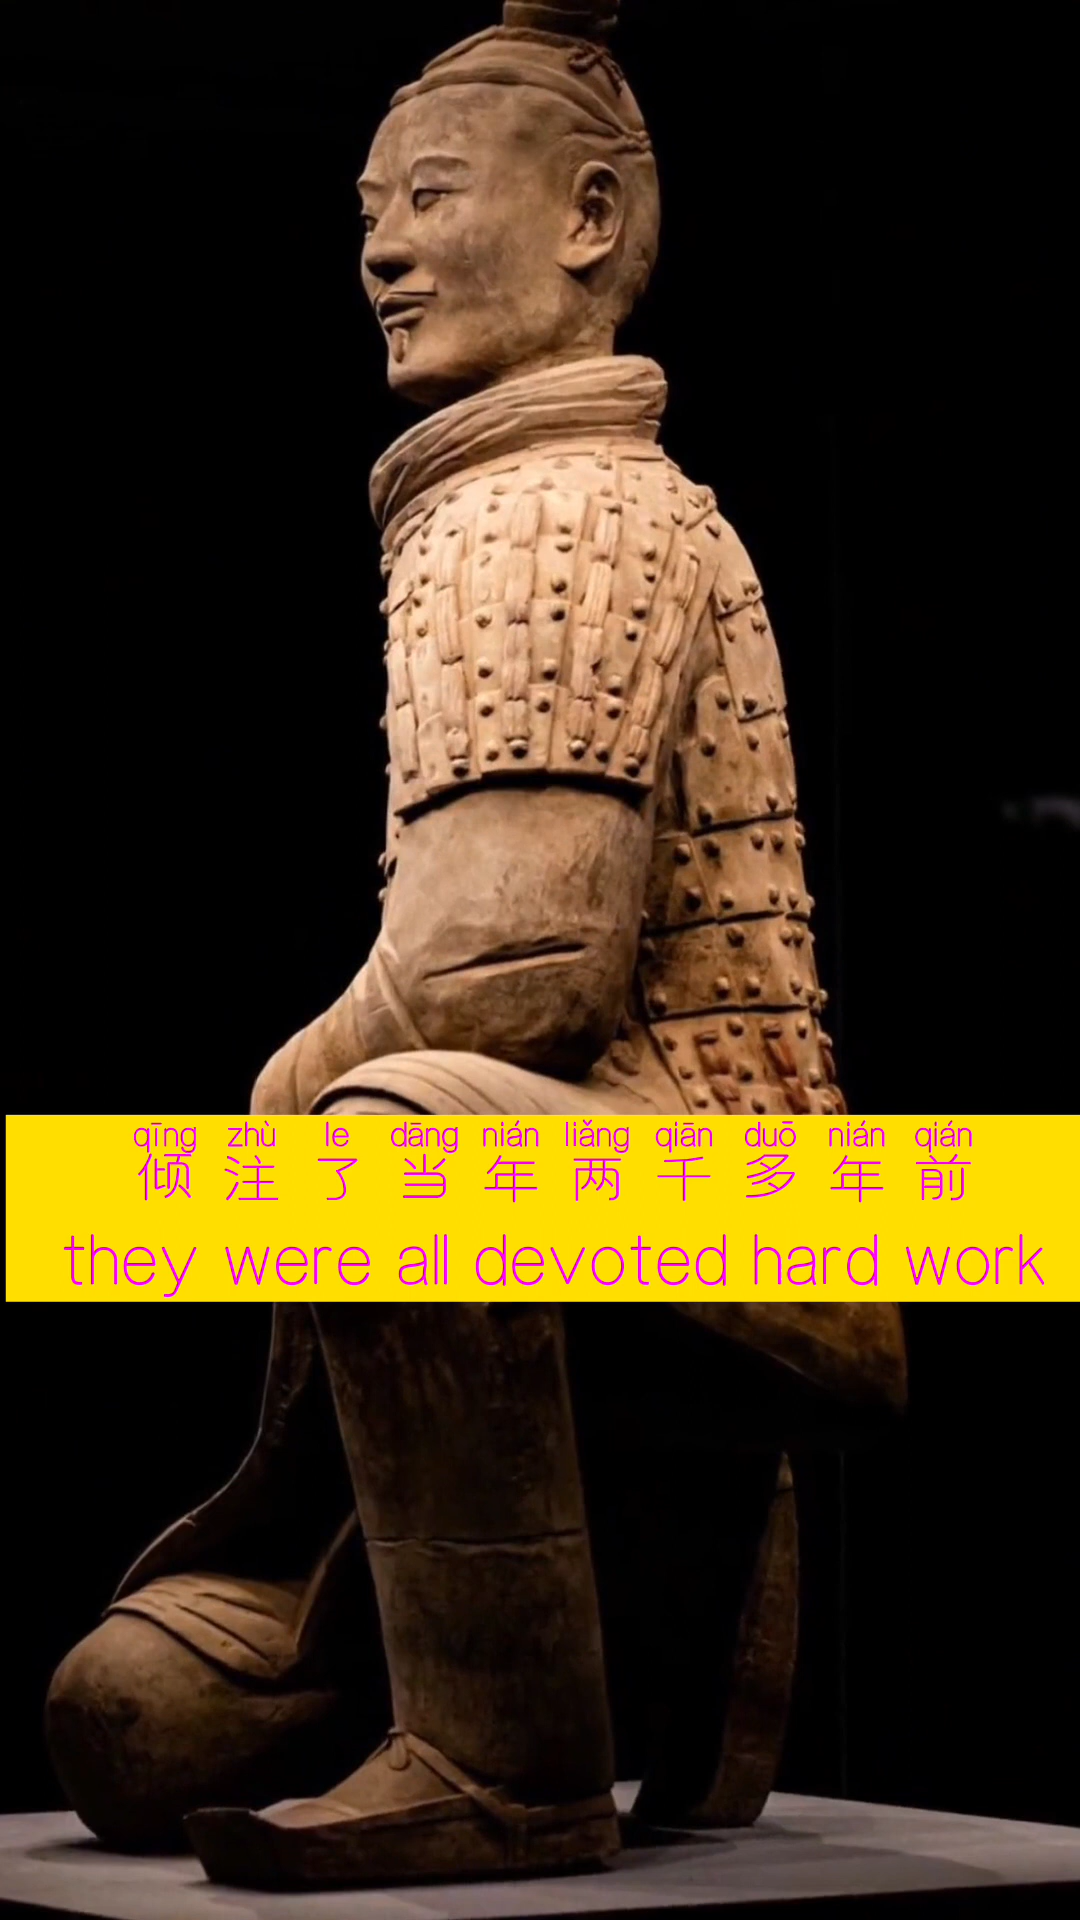 qīng zhù le dāng nián liǎng qiān duō nián qián
倾注了当年两千多年前
they were all devoted hard work